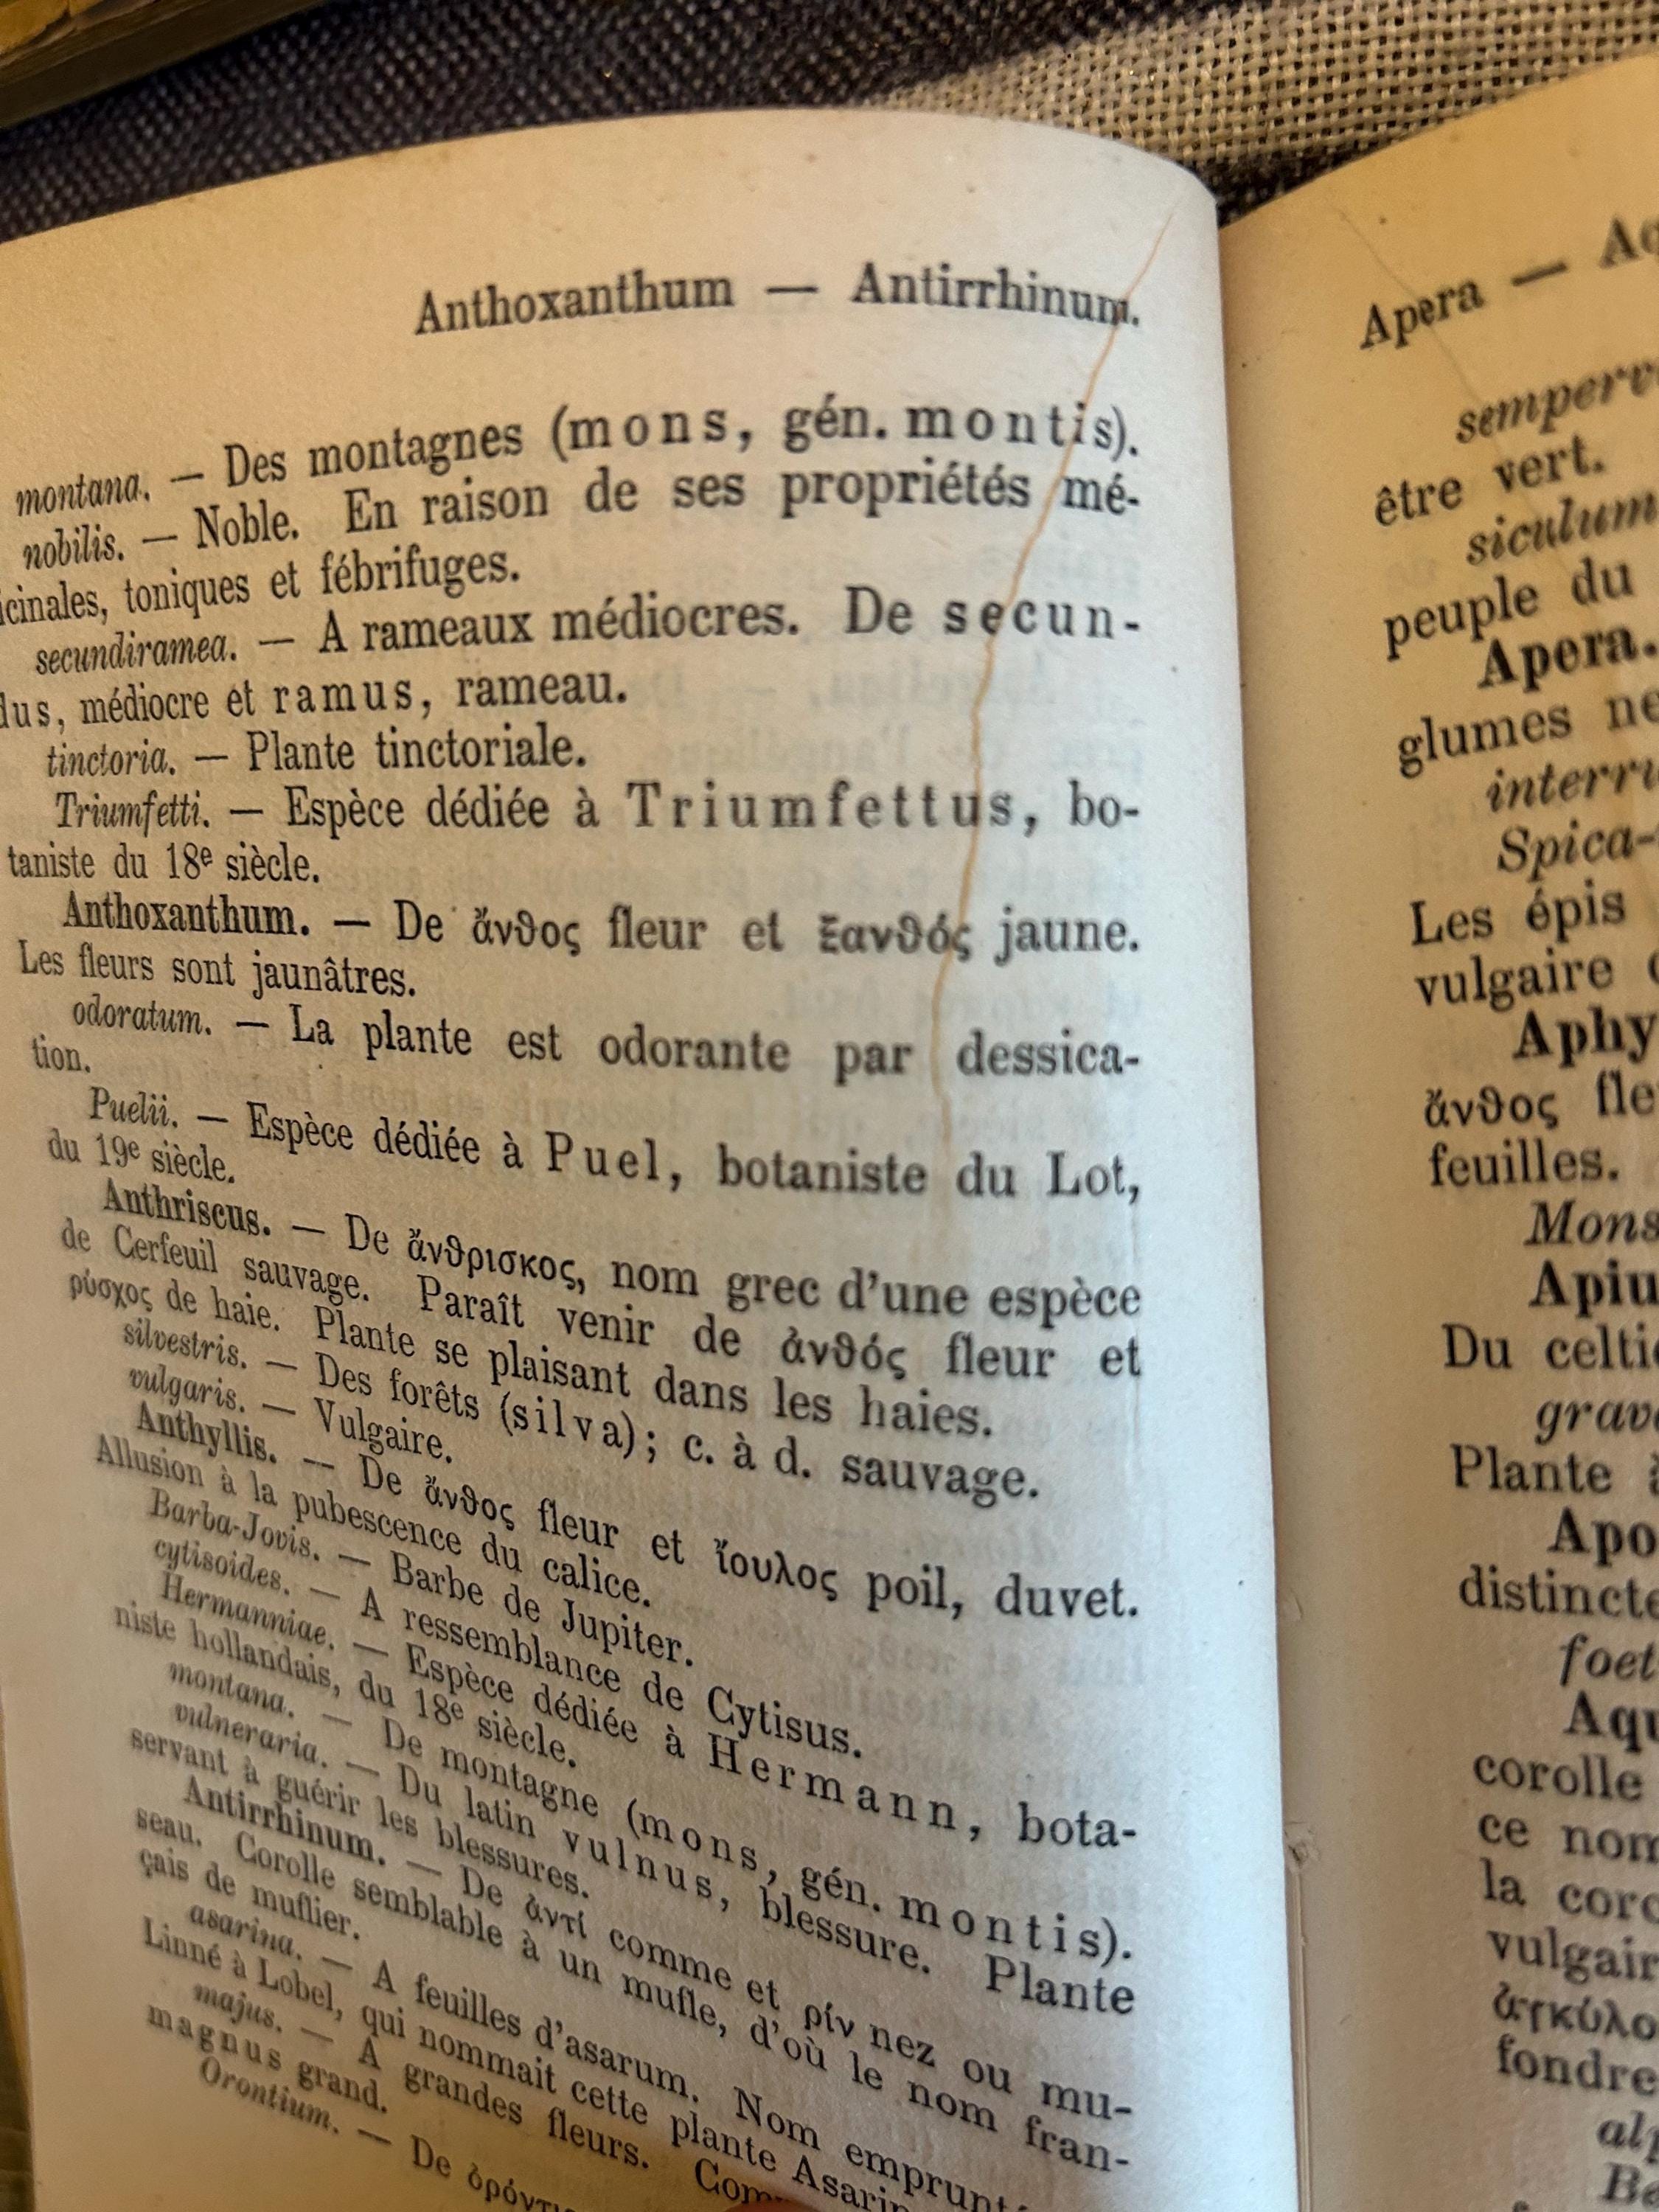 Anthoxanthum — Antirrhinum.
montana. — Des montagnes (mons, gén. montis).
nobilis. — Noble. En raison de ses propriétés mé-
icinales, toniques et fébrifuges.
secundiramea. — A rameaux médiocres. De secun-
dus, médiocre et ramus, rameau.
tinctoria. — Plante tinctoriale.
Triumfetti. — Espèce dédiée à Triumfettus, bo-
taniste du 18e siècle.
Anthoxanthum. — De ἄνθος fleur et ξανθός jaune.
Les fleurs sont jaunâtres.
odoratum. — La plante est odorante par dessica-
tion.
Puelii. — Espèce dédiée à Puel, botaniste du Lot,
du 19e siècle.
Anthriscus. — De ἄνθρισκος, nom grec d'une espèce
de Cerfeuil sauvage. Paraît venir de ἀνθός fleur et
ρύσχος de haie. Plante se plaisant dans les haies.
silvestris. — Des forêts (silva); c. à d. sauvage.
vulgaris. — Vulgaire.
Anthyllis. — De ἄνθος fleur et ἴουλος poil, duvet.
Allusion à la pubescence du calice.
Barba-Jovis. — Barbe de Jupiter.
cytisoides. — A ressemblance de Cytisus.
Hermanniae. — Espèce dédiée à Hermann, bota-
niste hollandais, du 18e siècle.
montana. — De montagne (mons, gén. montis).
vulneraria. — Du latin vulnus, blessure. Plante
servant à guérir les blessures.
Antirrhinum. — De ἀντί comme et ρίν nez ou mu-
seau. Corolle semblable à un mufle, d'où le nom fran-
çais de muflier.
asarina. — A feuilles d'asarum. Nom emprunt
Linné à Lobel, qui nommait cette plante Asarin
majus. — A grandes fleurs. Com
magnus grand.
Orontium. — De
Apera —
semperv
être vert.
siculum
peuple du
Apera.
glumes ne
interru
Spica-
Les épis
vulgaire
Aphy
ἄνθος fle
feuilles.
Mons
Apiu
Du celti
grav
Plante à
Apo
distincte
foet
Aqu
corolle
ce nom
la coro
vulgair
fondre
alp
Be